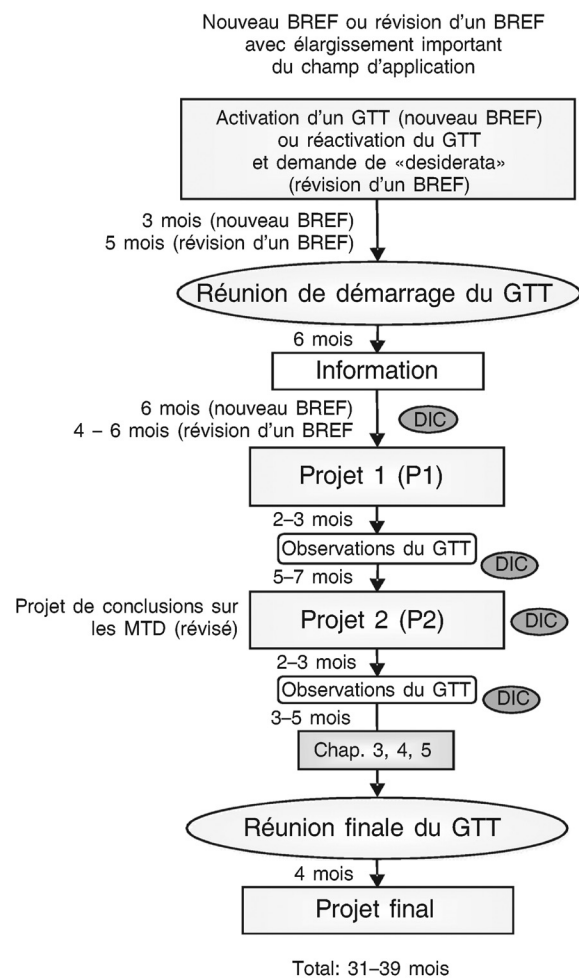 Nouveau BREF ou révision d'un BREF
avec élargissement important
du champ d'application
Activation d'un GTT (nouveau BREF)
ou réactivation du GTT
et demande de «desiderata»
(révision d'un BREF)
3 mois (nouveau BREF)
5 mois (révision d'un BREF)
Réunion de démarrage du GTT
6 mois
Information
6 mois (nouveau BREF)
4 – 6 mois (révision d'un BREF
DIC
Projet 1 (P1)
2–3 mois
Observations du GTT
DIC
5–7 mois
Projet de conclusions sur
les MTD (révisé)
Projet 2 (P2)
DIC
2–3 mois
Observations du GTT
DIC
3–5 mois
Chap. 3, 4, 5
Réunion finale du GTT
4 mois
Projet final
Total: 31–39 mois